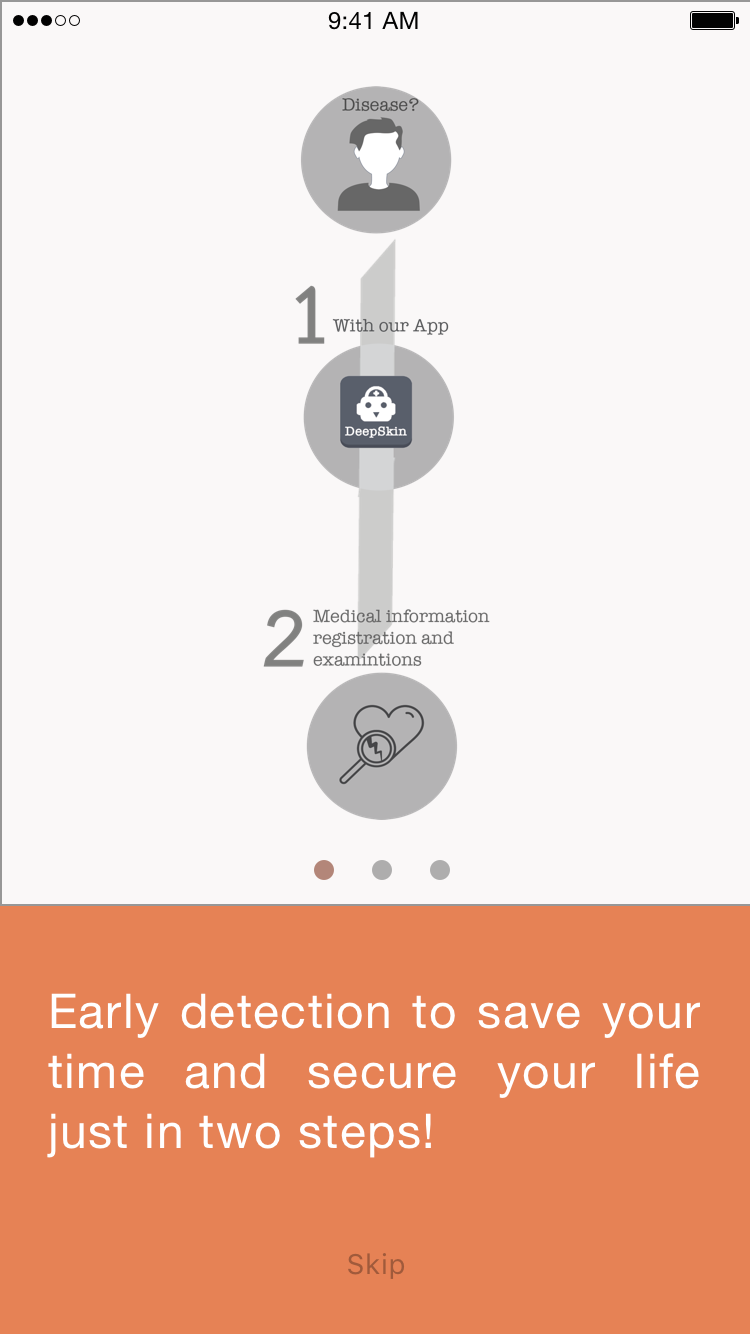 9:41 AM
Disease?
1 With our App
DeepSkin
2 Medical information
registration and
examintions
Early detection to save your
time and secure your life
just in two steps!
Skip